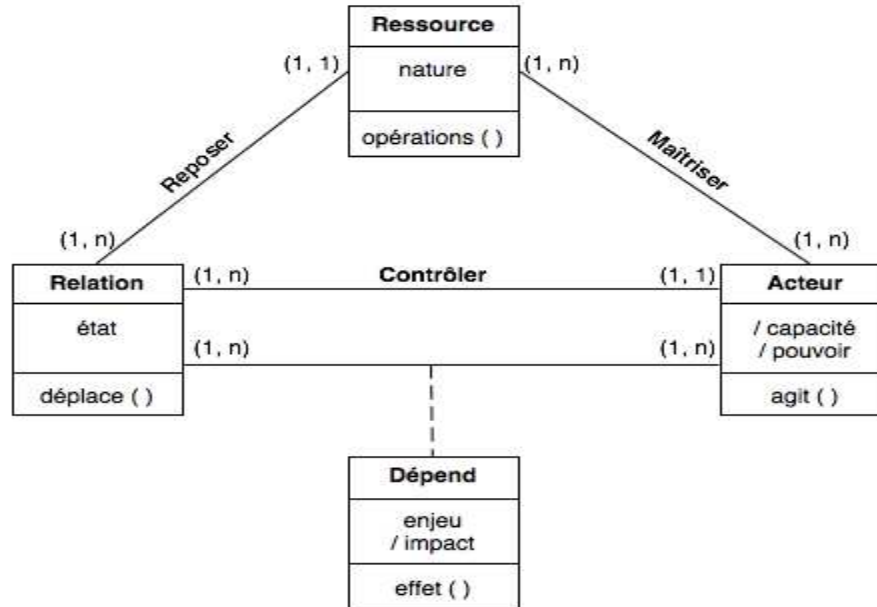 Ressource
(1, 1)
nature
(1, n)
opérations ( )
Reposer
Maîtriser
(1, n)
(1, n)
Relation
(1, n)
Contrôler
(1, 1)
Acteur
état
(1, n)
(1, n)
/ capacité
/ pouvoir
déplace ( )
agit ( )
Dépend
enjeu
/ impact
effet ( )